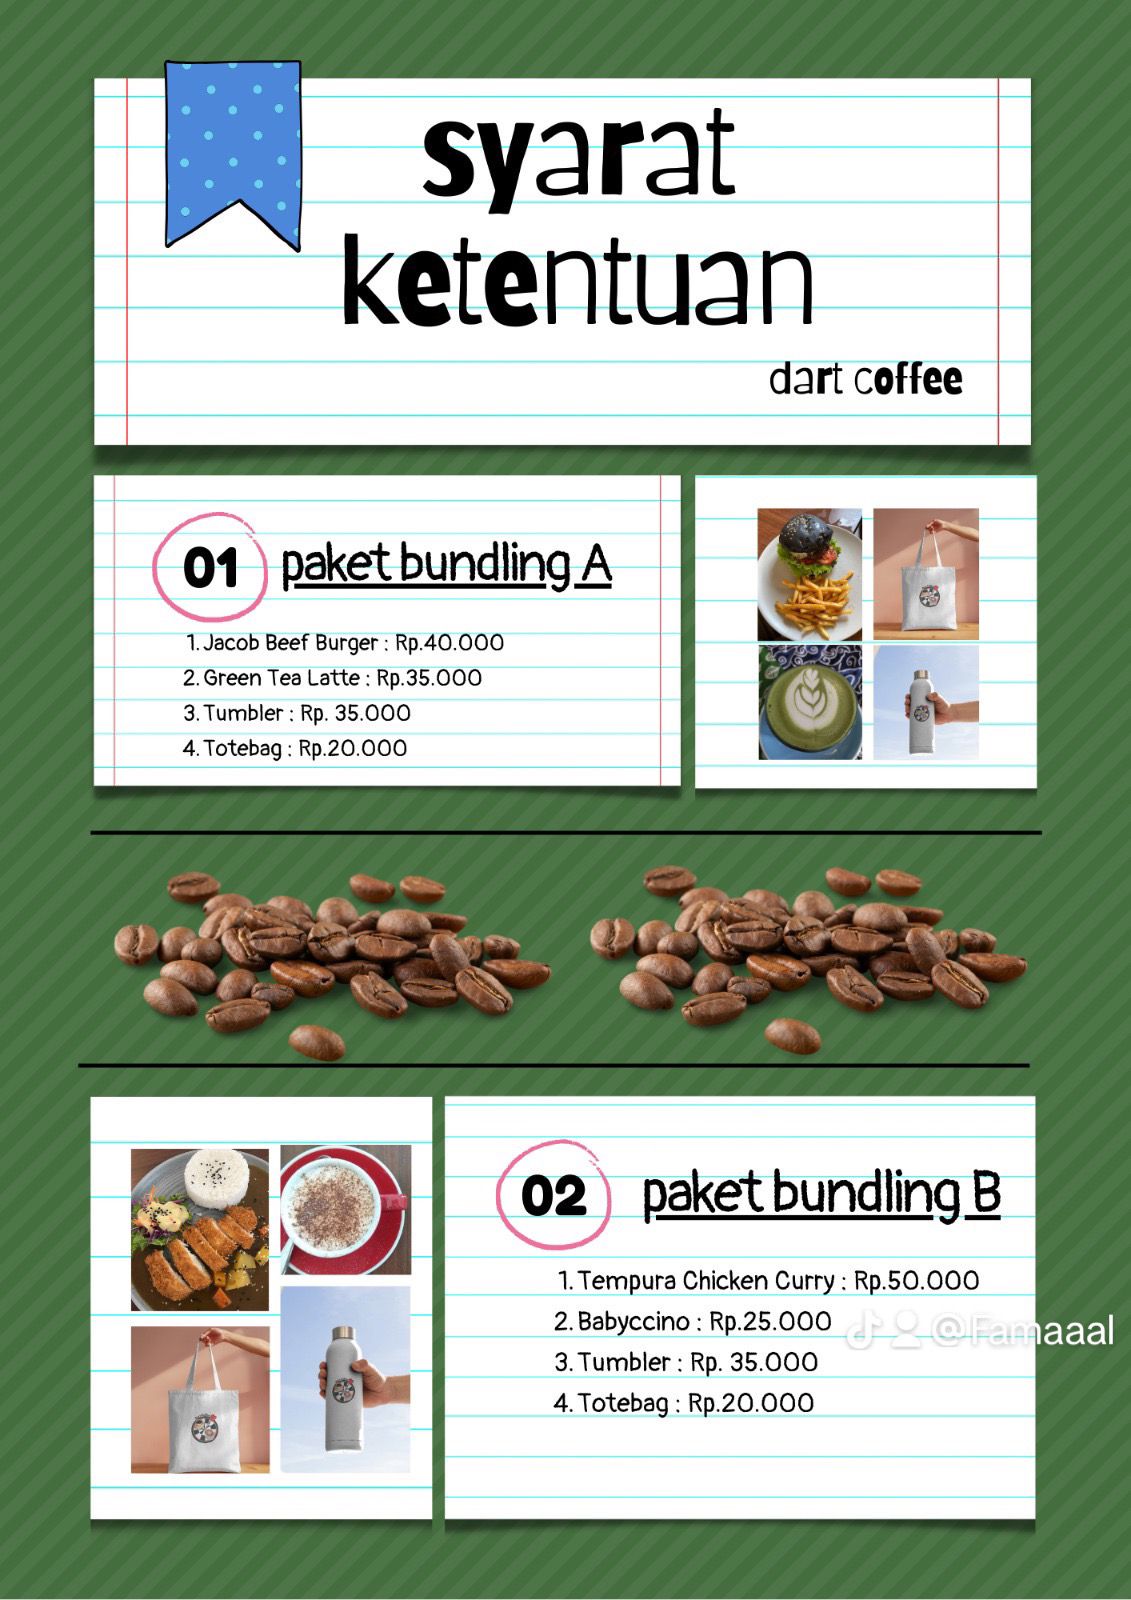 syarat
ketentuan
dart coffee
01
paket bundling A
1. Jacob Beef Burger : Rp.40.000
2. Green Tea Latte : Rp.35.000
3. Tumbler : Rp. 35.000
4. Totebag : Rp.20.000
02
paket bundling B
1. Tempura Chicken Curry : Rp.50.000
2. Babyccino : Rp.25.000
3. Tumbler : Rp. 35.000
4. Totebag : Rp.20.000
@Famaaal